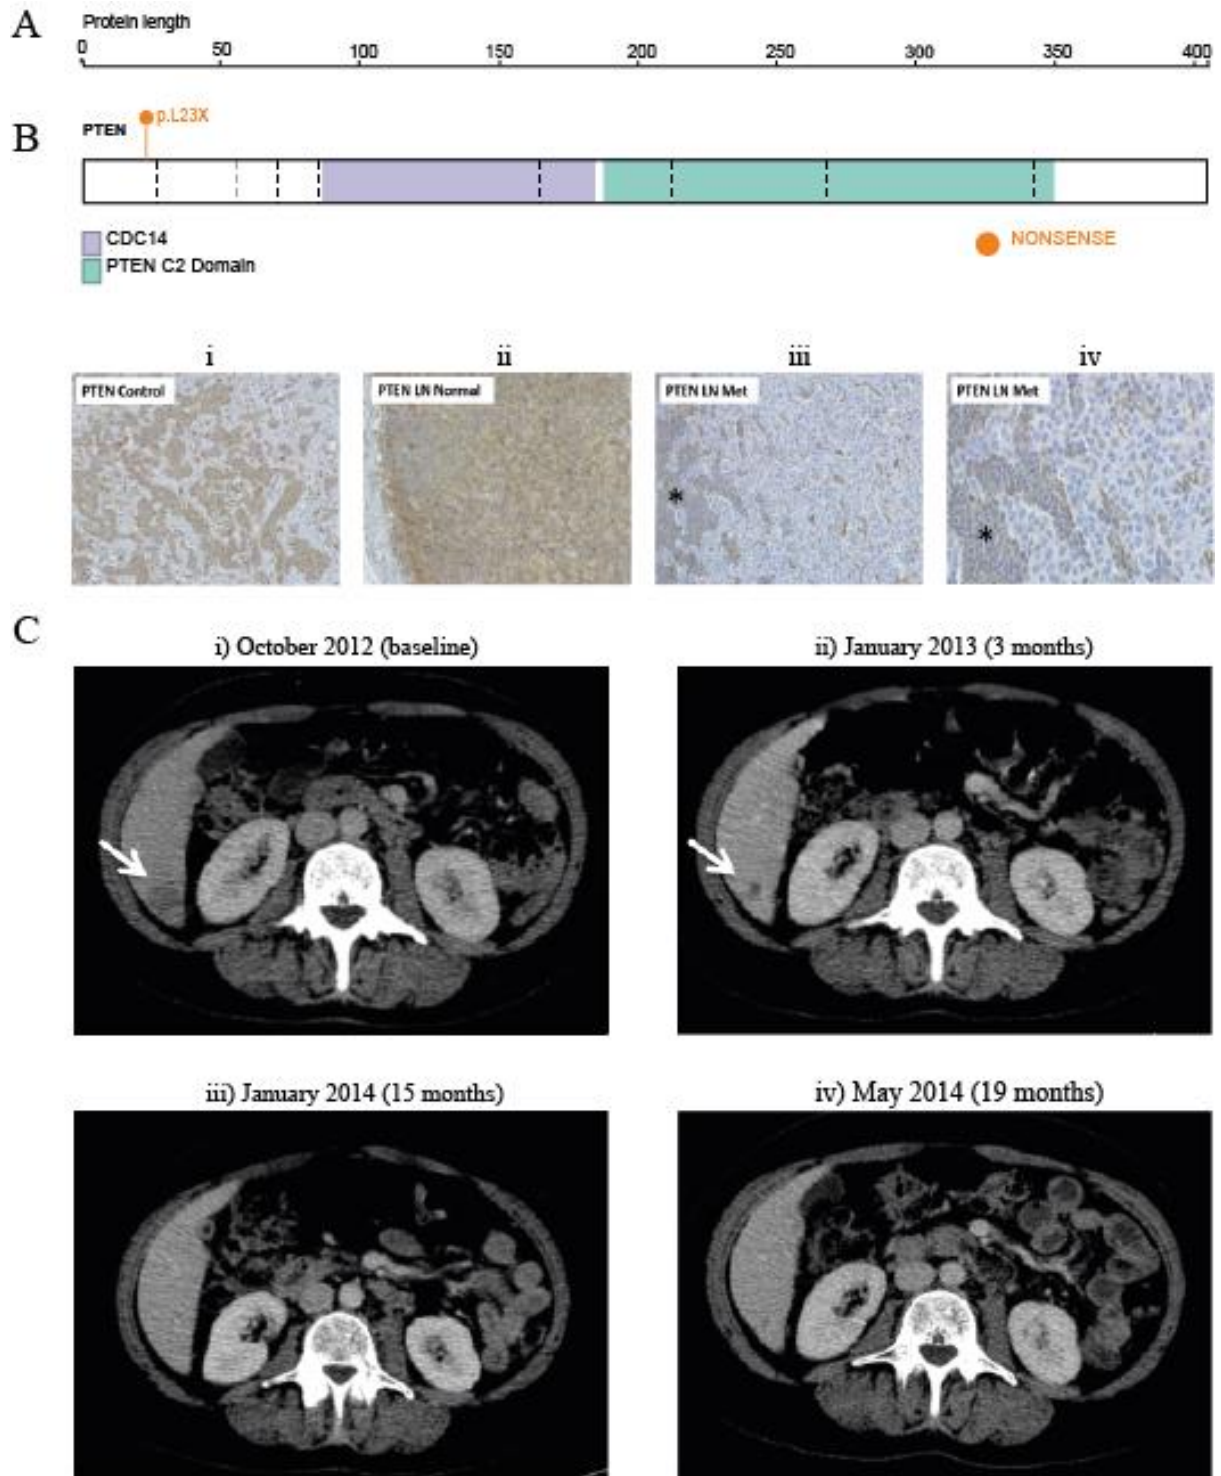 A
Protein length
0 50 100 150 200 250 300 350 400
B
p.L23X
PTEN
CDC14
NONSENSE
PTEN C2 Domain
i ii iii iv
PTEN Control PTEN LN Normal PTEN LN Met PTEN LN Met
* *
C
i) October 2012 (baseline) ii) January 2013 (3 months)
iii) January 2014 (15 months) iv) May 2014 (19 months)